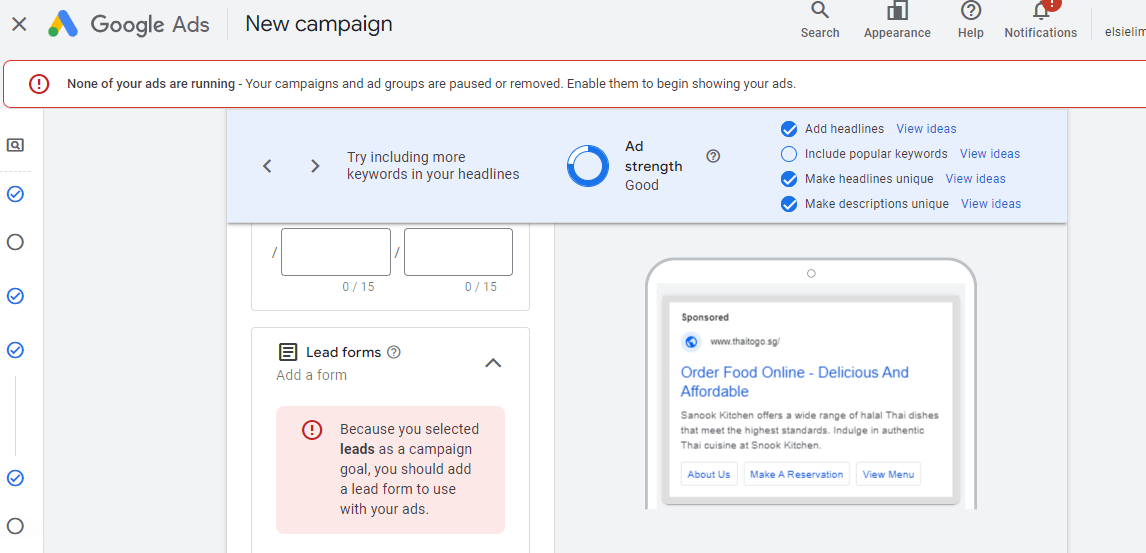 Google Ads
New campaign
Search
Appearance
Help
Notifications
elsielim
None of your ads are running - Your campaigns and ad groups are paused or removed. Enable them to begin showing your ads.
Try including more
keywords in your headlines
Ad
strength
Good
Add headlines View ideas
Include popular keywords View ideas
Make headlines unique View ideas
Make descriptions unique View ideas
/ /
0 / 15 0 / 15
Lead forms
Add a form
Because you selected
leads as a campaign
goal, you should add
a lead form to use
with your ads.
Sponsored
www.thaitogo.sg/
Order Food Online - Delicious And
Affordable
Sanook Kitchen offers a wide range of halal Thai dishes
that meet the highest standards. Indulge in authentic
Thai cuisine at Snook Kitchen.
About Us Make A Reservation View Menu